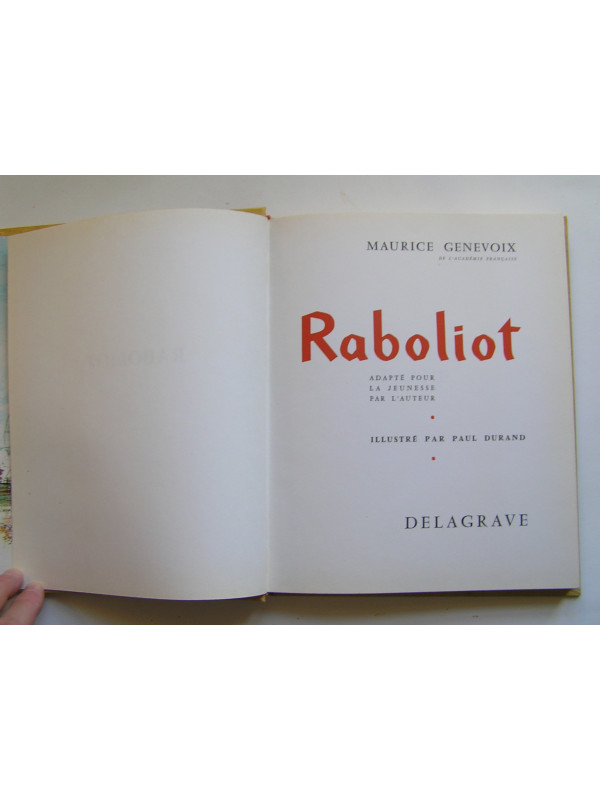 MAURICE GENEVOIX
DE L'ACADÉMIE FRANÇAISE
Raboliot
ADAPTÉ POUR
LA JEUNESSE
PAR L'AUTEUR
ILLUSTRÉ PAR PAUL DURAND
DELAGRAVE